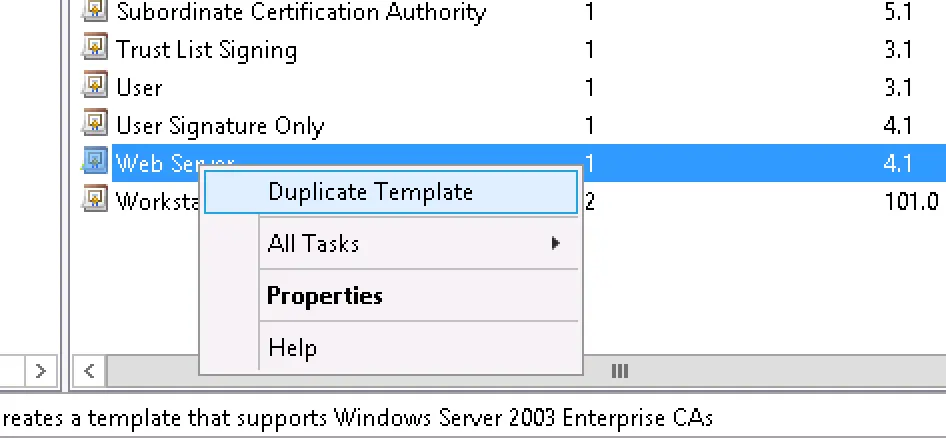 Subordinate Certification Authority 1 5.1
Trust List Signing 1 3.1
User 1 3.1
User Signature Only 1 4.1
Web Server 1 4.1
Duplicate Template
Worksta 2 101.0
All Tasks
Properties
Help
reates a template that supports Windows Server 2003 Enterprise CAs